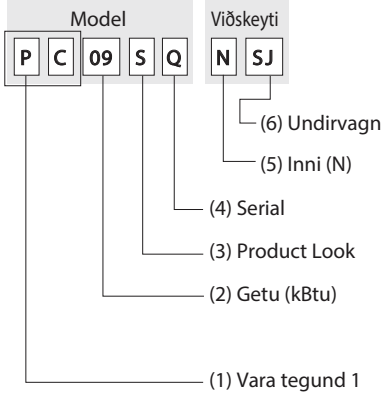 Model Viðskeyti
P C 09 S Q N SJ
(6) Undirvagn
(5) Inni (N)
(4) Serial
(3) Product Look
(2) Getu (kBtu)
(1) Vara tegund 1